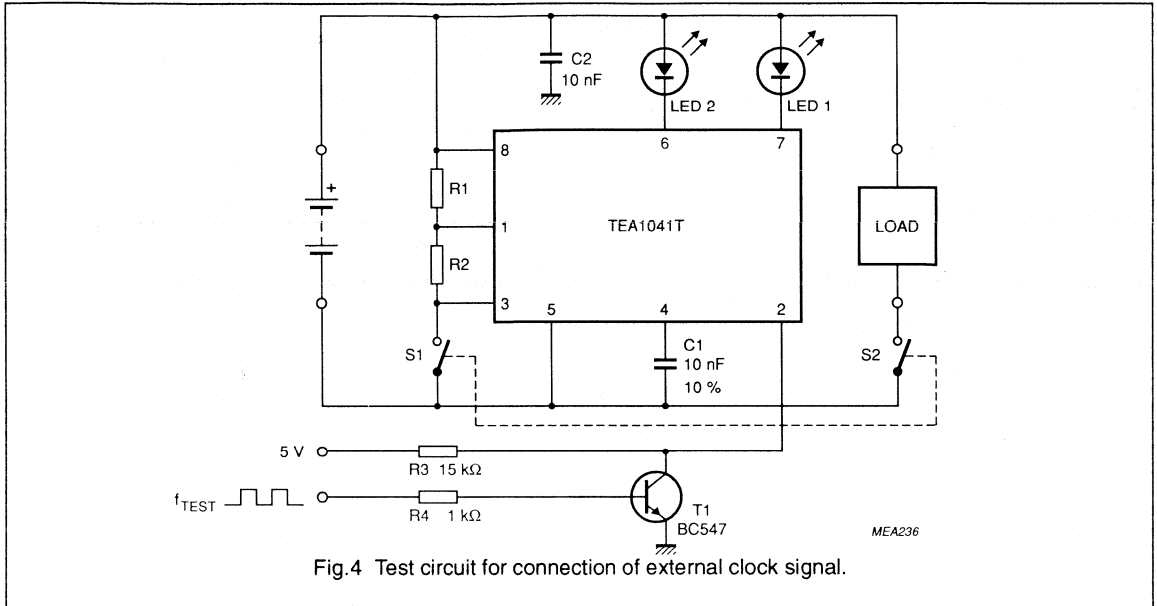 C2
10 nF
LED 2
LED 1
6
7
8
+
R1
1
TEA1041T
LOAD
R2
3
5
4
2
S1
C1
10 nF
10 %
S2
5 V
R3 15 kΩ
fTEST
R4 1 kΩ
T1
BC547
MEA236
Fig.4 Test circuit for connection of external clock signal.